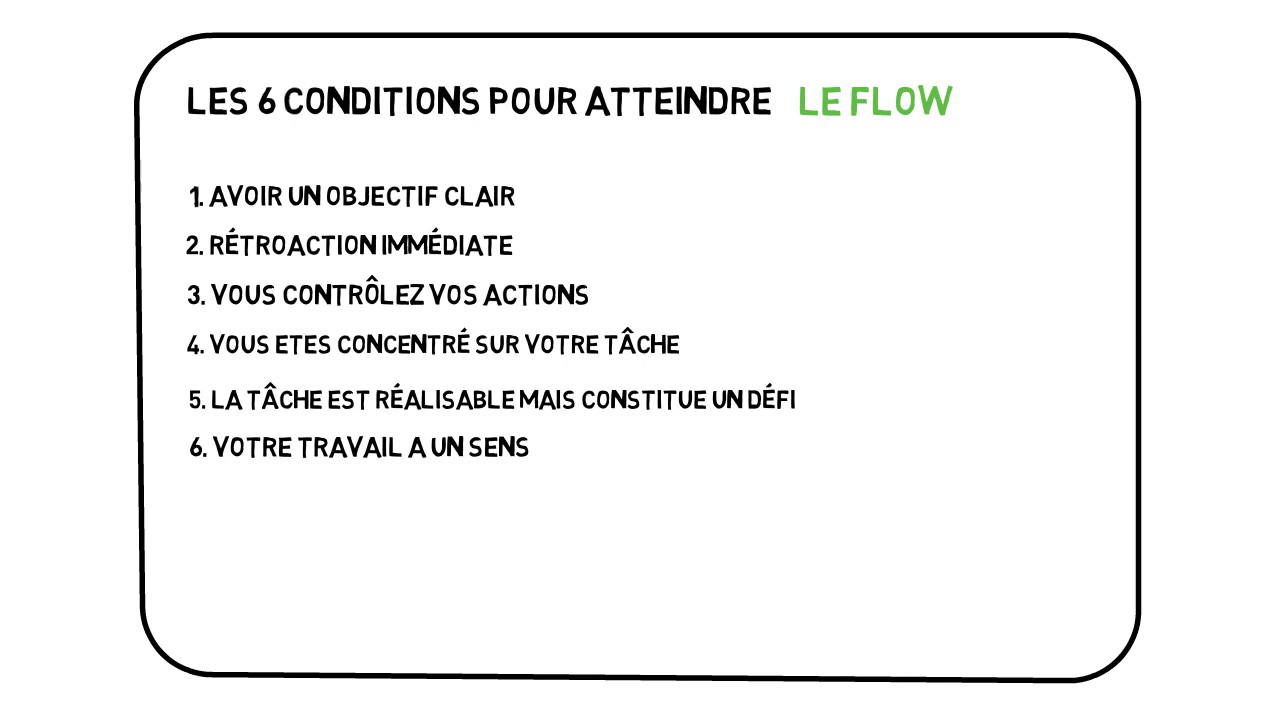 LES 6 CONDITIONS POUR ATTEINDRE LE FLOW
1. AVOIR UN OBJECTIF CLAIR
2. RÉTROACTION IMMÉDIATE
3. VOUS CONTRÔLEZ VOS ACTIONS
4. VOUS ETES CONCENTRÉ SUR VOTRE TÂCHE
5. LA TÂCHE EST RÉALISABLE MAIS CONSTITUE UN DÉFI
6. VOTRE TRAVAIL A UN SENS